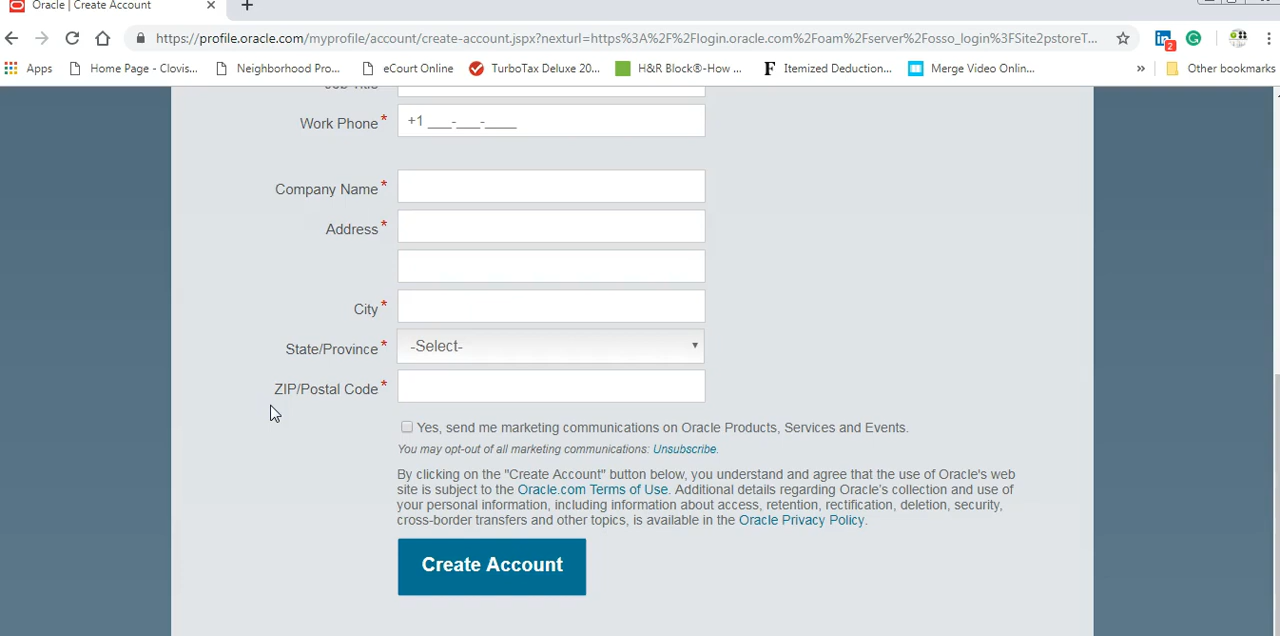 Oracle | Create Account
https://profile.oracle.com/myprofile/account/create-account.jspx?nexturl=https%3A%2F%2Flogin.oracle.com%2Foam%2Fserver%2Fosso_login%3FSite2pstoreT...
2
Apps
Home Page - Clovis...
Neighborhood Pro...
eCourt Online
TurboTax Deluxe 20...
H&R Block®-How ...
Itemized Deduction...
Merge Video Onlin...
»
Other bookmarks
Job Title
Work Phone *
+1 ___-___-____
Company Name *
Address *
City *
State/Province *
-Select-
ZIP/Postal Code *
Yes, send me marketing communications on Oracle Products, Services and Events.
You may opt-out of all marketing communications: Unsubscribe.
By clicking on the "Create Account" button below, you understand and agree that the use of Oracle's web
site is subject to the Oracle.com Terms of Use. Additional details regarding Oracle's collection and use of
your personal information, including information about access, retention, rectification, deletion, security,
cross-border transfers and other topics, is available in the Oracle Privacy Policy.
Create Account